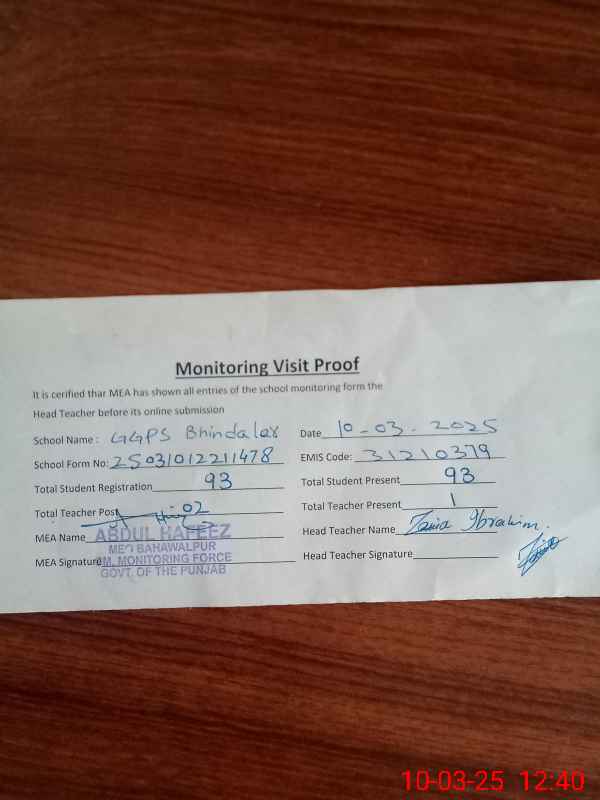 Monitoring Visit Proof
It is cerified thar MEA has shown all entries of the school monitoring form the
Head Teacher before its online submission
School Name : GGPS Bhindalar Date 10-03-2025
School Form No: 25031012211478 EMIS Code: 31210379
Total Student Registration 93 Total Student Present 93
Total Teacher Post 02 Total Teacher Present 1
MEA Name ABDUL HAFEEZ Head Teacher Name Zania Ibrahim.
BAHAWALPUR
MEA Signature MONITORING FORCE Head Teacher Signature
GOVT. OF THE PUNJAB
10-03-25 12:40